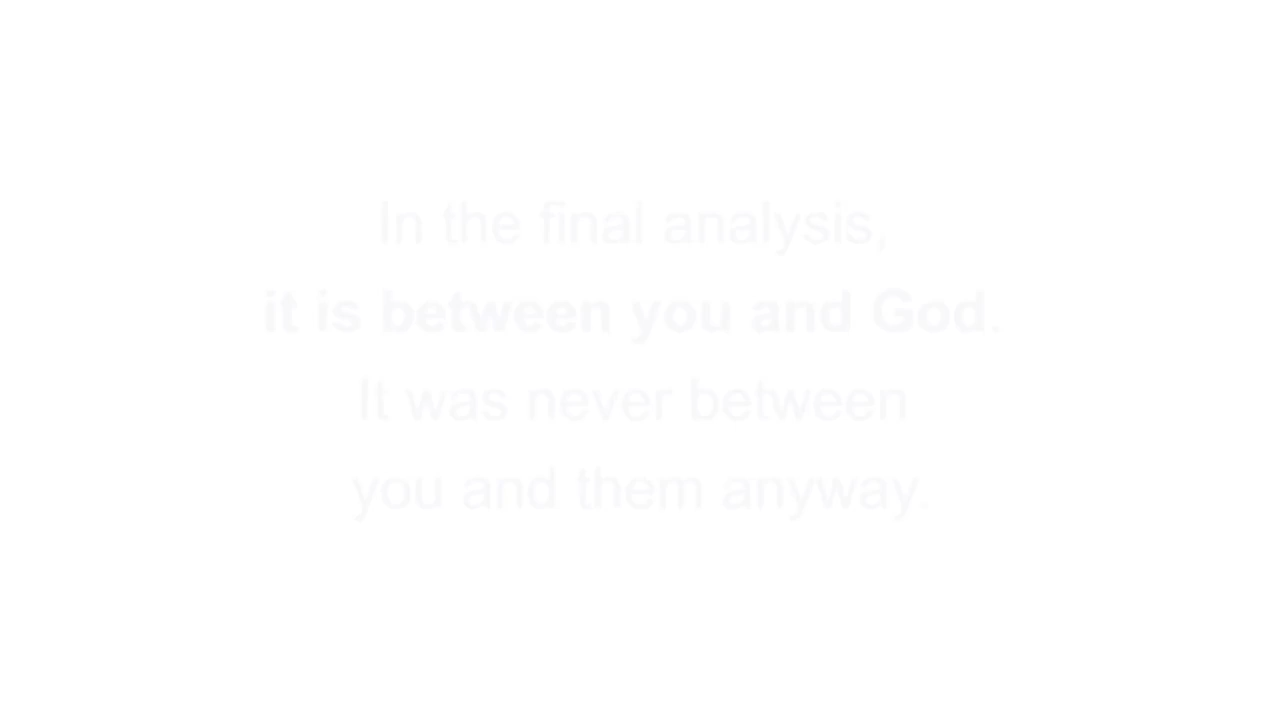 In the final analysis,
it is between you and God.
It was never between
you and them anyway.